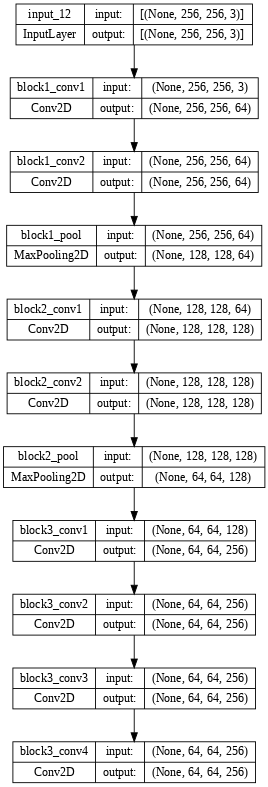 input_12 input: [(None, 256, 256, 3)]
InputLayer output: [(None, 256, 256, 3)]
block1_conv1 input: (None, 256, 256, 3)
Conv2D output: (None, 256, 256, 64)
block1_conv2 input: (None, 256, 256, 64)
Conv2D output: (None, 256, 256, 64)
block1_pool input: (None, 256, 256, 64)
MaxPooling2D output: (None, 128, 128, 64)
block2_conv1 input: (None, 128, 128, 64)
Conv2D output: (None, 128, 128, 128)
block2_conv2 input: (None, 128, 128, 128)
Conv2D output: (None, 128, 128, 128)
block2_pool input: (None, 128, 128, 128)
MaxPooling2D output: (None, 64, 64, 128)
block3_conv1 input: (None, 64, 64, 128)
Conv2D output: (None, 64, 64, 256)
block3_conv2 input: (None, 64, 64, 256)
Conv2D output: (None, 64, 64, 256)
block3_conv3 input: (None, 64, 64, 256)
Conv2D output: (None, 64, 64, 256)
block3_conv4 input: (None, 64, 64, 256)
Conv2D output: (None, 64, 64, 256)